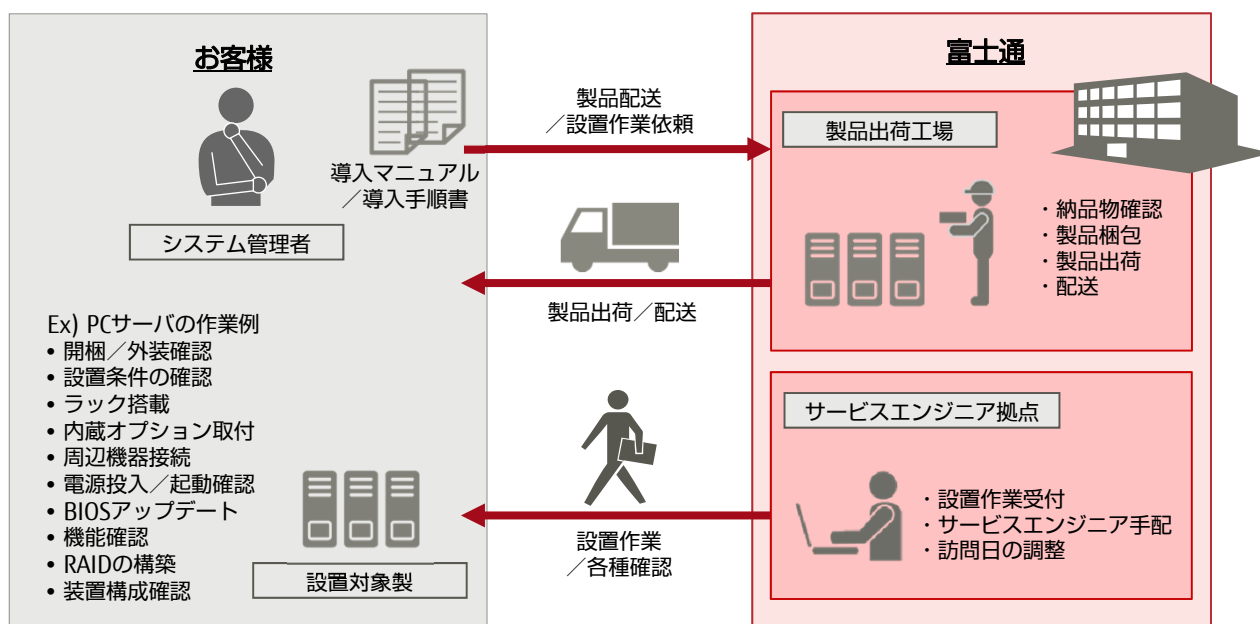 お客様
導入マニュアル
／導入手順書
システム管理者
Ex) PCサーバの作業例
• 開梱／外装確認
• 設置条件の確認
• ラック搭載
• 内蔵オプション取付
• 周辺機器接続
• 電源投入／起動確認
• BIOSアップデート
• 機能確認
• RAIDの構築
• 装置構成確認
設置対象製
製品配送
／設置作業依頼
製品出荷／配送
設置作業
／各種確認
富士通
製品出荷工場
・納品物確認
・製品梱包
・製品出荷
・配送
サービスエンジニア拠点
・設置作業受付
・サービスエンジニア手配
・訪問日の調整